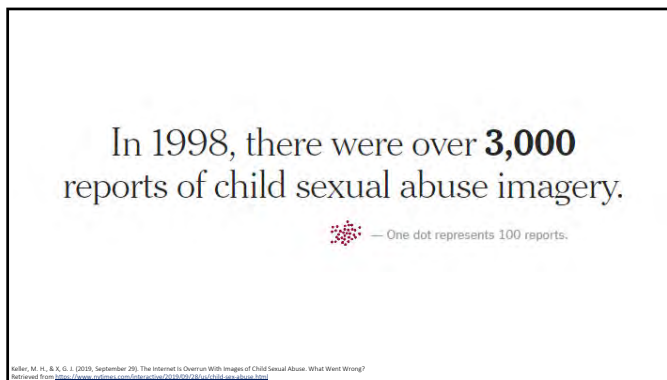 In 1998, there were over 3,000
reports of child sexual abuse imagery.
— One dot represents 100 reports.
Keller, M. H., & X, G. J. (2019, September 29). The Internet Is Overrun With Images of Child Sexual Abuse. What Went Wrong?
Retrieved from https://www.nytimes.com/interactive/2019/09/28/us/child-sex-abuse.html